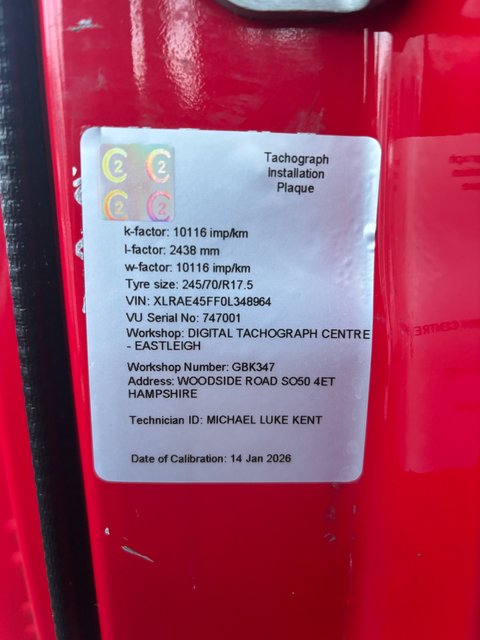 Tachograph
Installation
Plaque
k-factor: 10116 imp/km
l-factor: 2438 mm
w-factor: 10116 imp/km
Tyre size: 245/70/R17.5
VIN: XLRAE45FF0L348964
VU Serial No: 747001
Workshop: DIGITAL TACHOGRAPH CENTRE
- EASTLEIGH
Workshop Number: GBK347
Address: WOODSIDE ROAD SO50 4ET
HAMPSHIRE
Technician ID: MICHAEL LUKE KENT
Date of Calibration: 14 Jan 2026